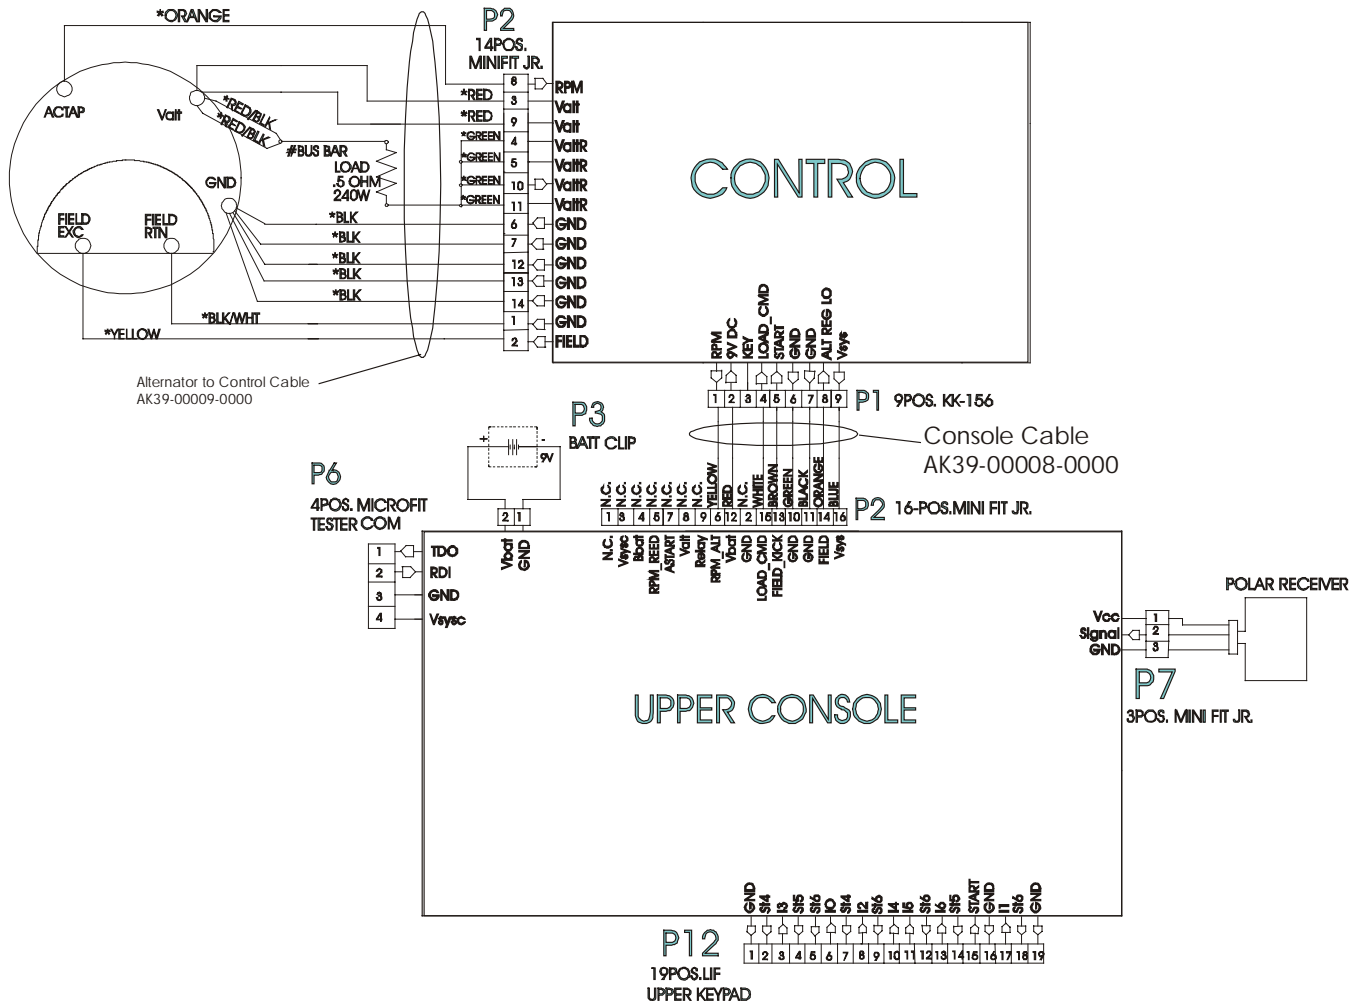 *ORANGE
P2
14POS.
MINIFIT JR.
ACTAP
Valt
*RED/BLK
*RED/BLK
#BUS BAR
LOAD
.5 OHM
240W
GND
FIELD
EXC
FIELD
RTN
*RED
*RED
*GREEN
*GREEN
*GREEN
*GREEN
*BLK
*BLK
*BLK
*BLK
*BLK
*BLK/WHT
*YELLOW
8 RPM
3 Valt
9 Valt
4 ValtR
5 ValtR
10 ValtR
11 ValtR
6 GND
7 GND
12 GND
13 GND
14 GND
1 GND
2 FIELD
CONTROL
Alternator to Control Cable
AK39-00009-0000
RPM 9V DC KEY LOAD_CMD START GND GND ALT REG LO Vsys
1 2 3 4 5 6 7 8 9
P1 9POS. KK-156
Console Cable
AK39-00008-0000
P3
BATT CLIP
+ -
9V
2 1
Vbat GND
P6
4POS. MICROFIT
TESTER COM
1 TDO
2 RDI
3 GND
4 Vsysc
N.C. N.C. N.C. N.C. N.C. N.C. N.C. YELLOW RED N.C. WHITE BROWN GREEN BLACK ORANGE BLUE
1 3 4 5 7 8 9 6 12 2 15 13 10 11 14 16
P2 16-POS.MINI FIT JR.
N.C. Vsysc Bbat RPM_REED ASTART Valt Relay RPM_ALT Vbat GND LOAD_CMD FIELD_KICK GND GND FIELD Vsys
UPPER CONSOLE
Vcc 1
Signal 2
GND 3
POLAR RECEIVER
P7
3POS. MINI FIT JR.
GND St4 I3 St5 St6 IO St4 I2 St6 I4 I5 St6 I6 St5 START GND I1 St6 GND
1 2 3 4 5 6 7 8 9 10 11 12 13 14 15 16 17 18 19
P12
19POS.LIF
UPPER KEYPAD